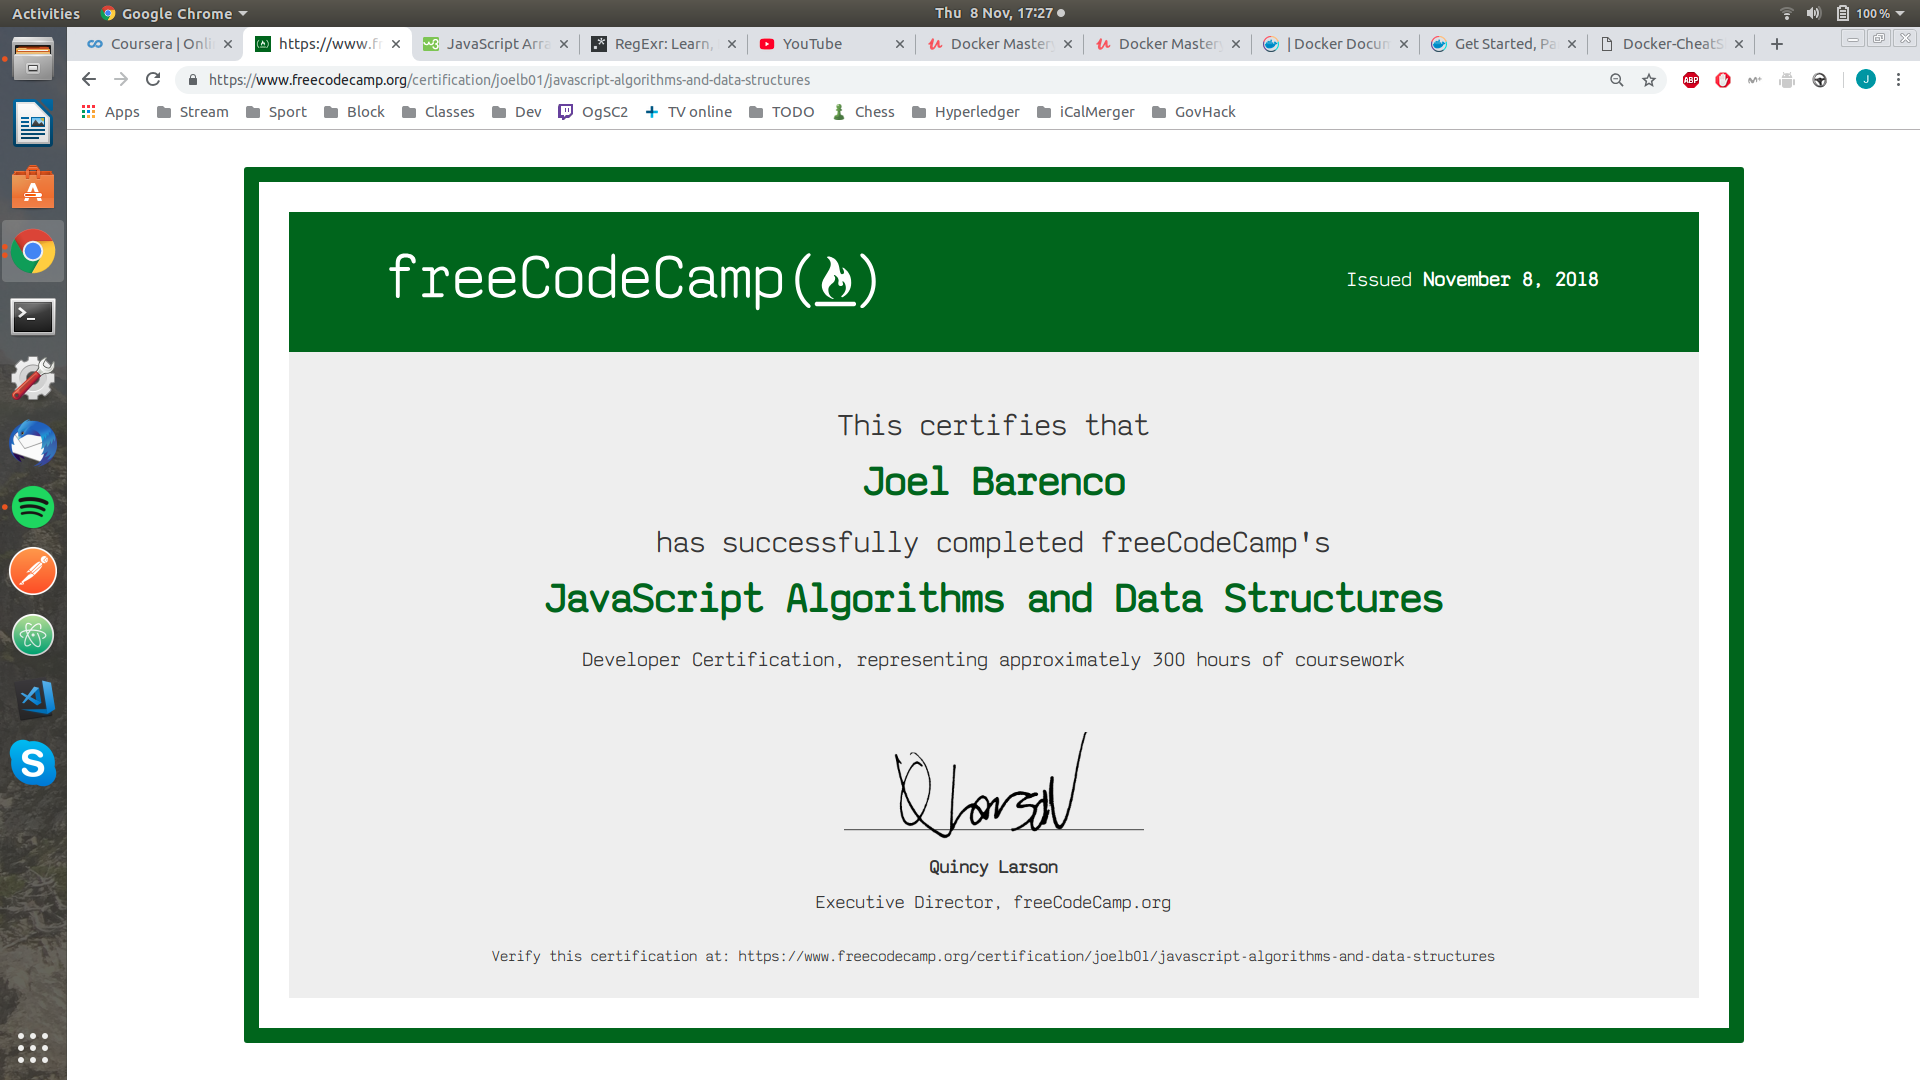 Activities Google Chrome Thu 8 Nov, 17:27 100 %
Coursera | Onli https://www.fr JavaScript Arra RegExr: Learn, YouTube Docker Mastery Docker Mastery | Docker Docum Get Started, Pa Docker-CheatS
https://www.freecodecamp.org/certification/joelb01/javascript-algorithms-and-data-structures ABP J
Apps Stream Sport Block Classes Dev OgSC2 TV online TODO Chess Hyperledger iCalMerger GovHack
freeCodeCamp
Issued November 8, 2018
This certifies that
Joel Barenco
has successfully completed freeCodeCamp's
JavaScript Algorithms and Data Structures
Developer Certification, representing approximately 300 hours of coursework
Q Larson
Quincy Larson
Executive Director, freeCodeCamp.org
Verify this certification at: https://www.freecodecamp.org/certification/joelb01/javascript-algorithms-and-data-structures